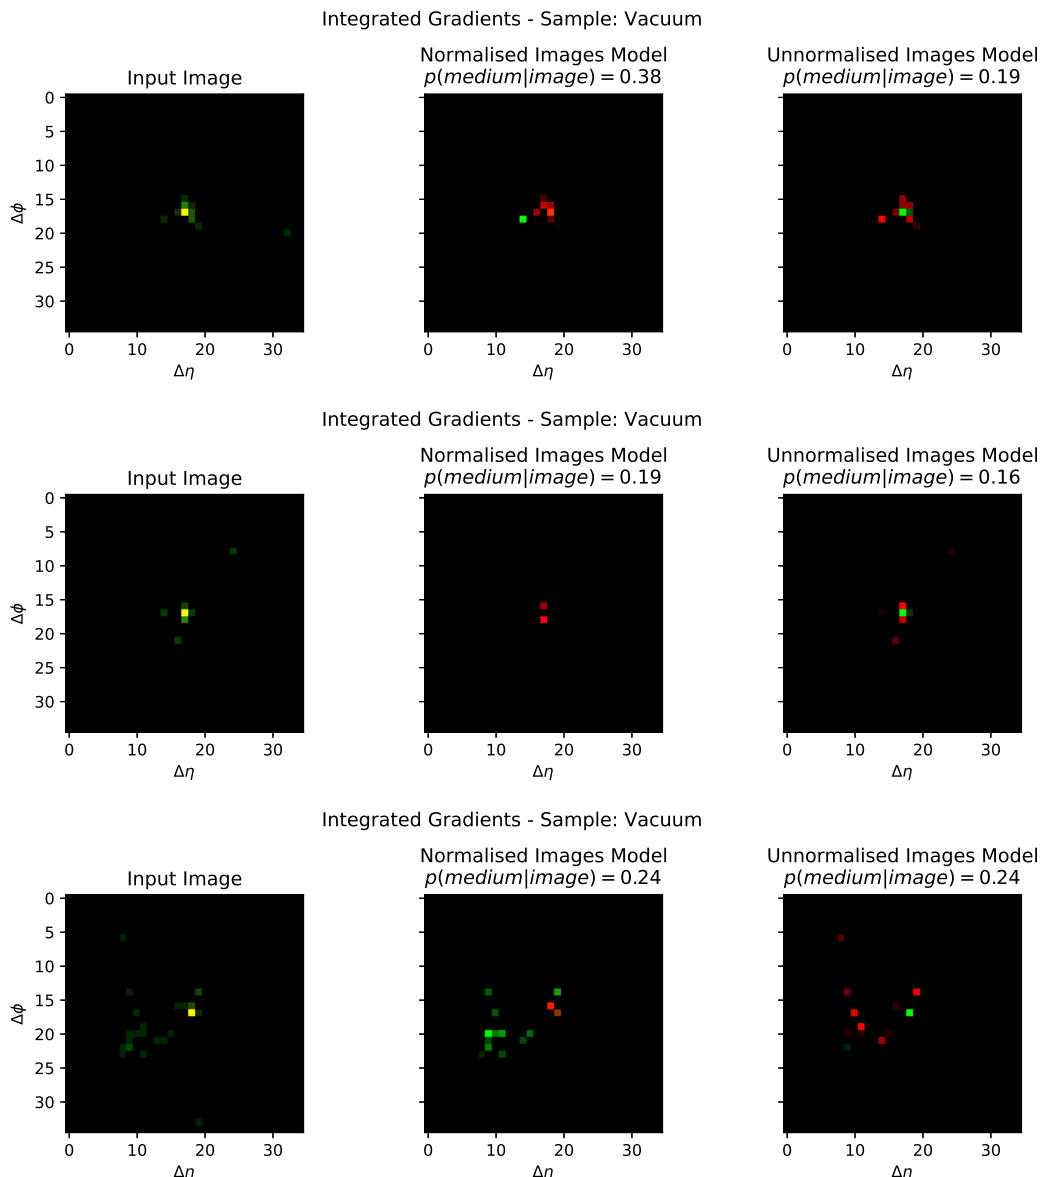 Integrated Gradients - Sample: Vacuum
Input Image
Normalised Images Model
p(medium|image) = 0.38
Unnormalised Images Model
p(medium|image) = 0.19
0
5
10
15
20
25
30
Δϕ
0 10 20 30
Δη
0 10 20 30
Δη
0 10 20 30
Δη
Integrated Gradients - Sample: Vacuum
Input Image
Normalised Images Model
p(medium|image) = 0.19
Unnormalised Images Model
p(medium|image) = 0.16
0
5
10
15
20
25
30
Δϕ
0 10 20 30
Δη
0 10 20 30
Δη
0 10 20 30
Δη
Integrated Gradients - Sample: Vacuum
Input Image
Normalised Images Model
p(medium|image) = 0.24
Unnormalised Images Model
p(medium|image) = 0.24
0
5
10
15
20
25
30
Δϕ
0 10 20 30
Δη
0 10 20 30
Δη
0 10 20 30
Δη